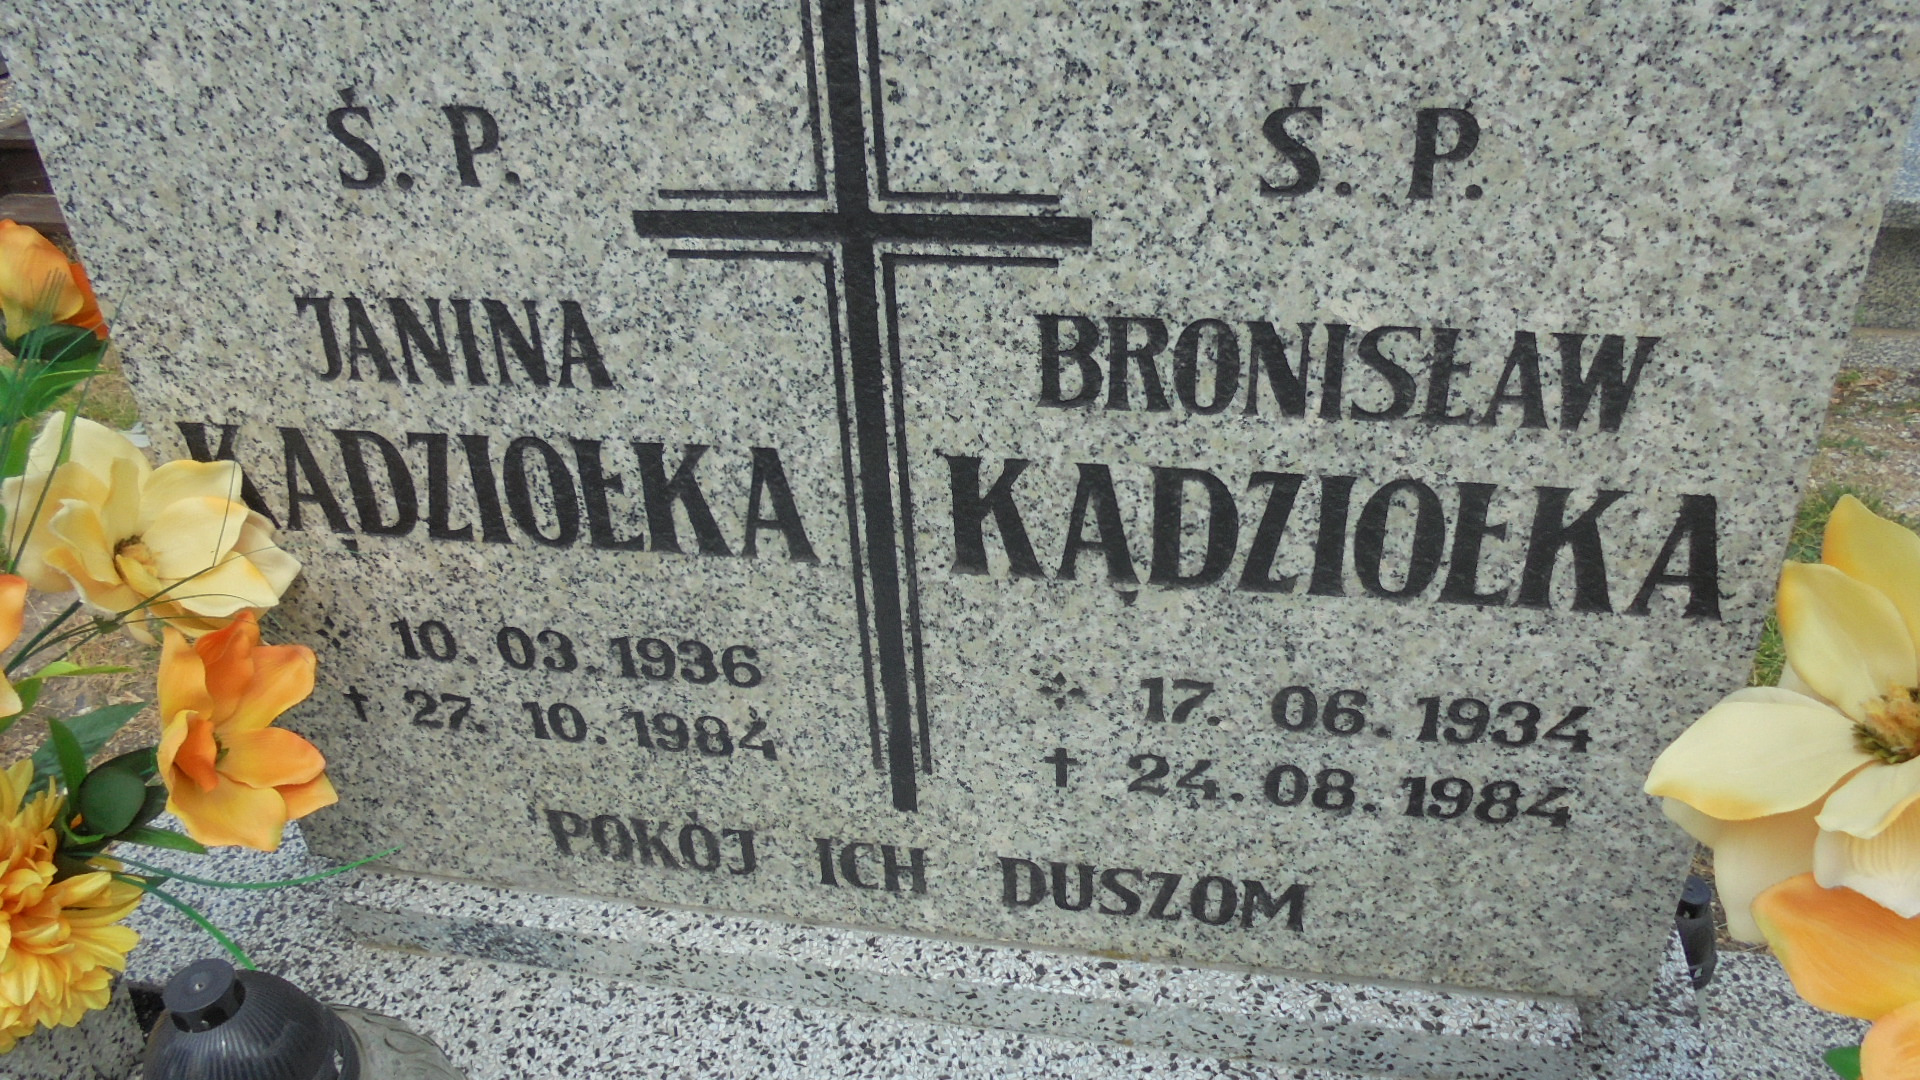 Ś. P.
JANINA
KĄDZIOŁKA
10. 03. 1936
✝ 27. 10. 1984
Ś. P.
BRONISŁAW
KĄDZIOŁKA
17. 06. 1934
✝ 24. 08. 1984
POKÓJ ICH DUSZOM